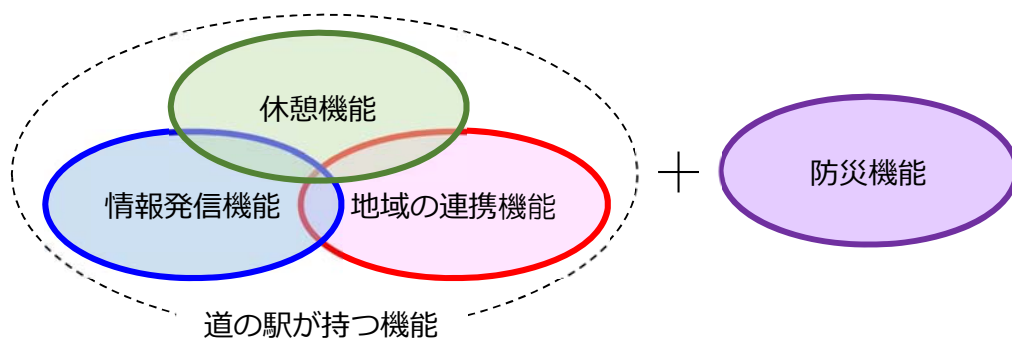 休憩機能
情報発信機能
地域の連携機能
+
防災機能
道の駅が持つ機能